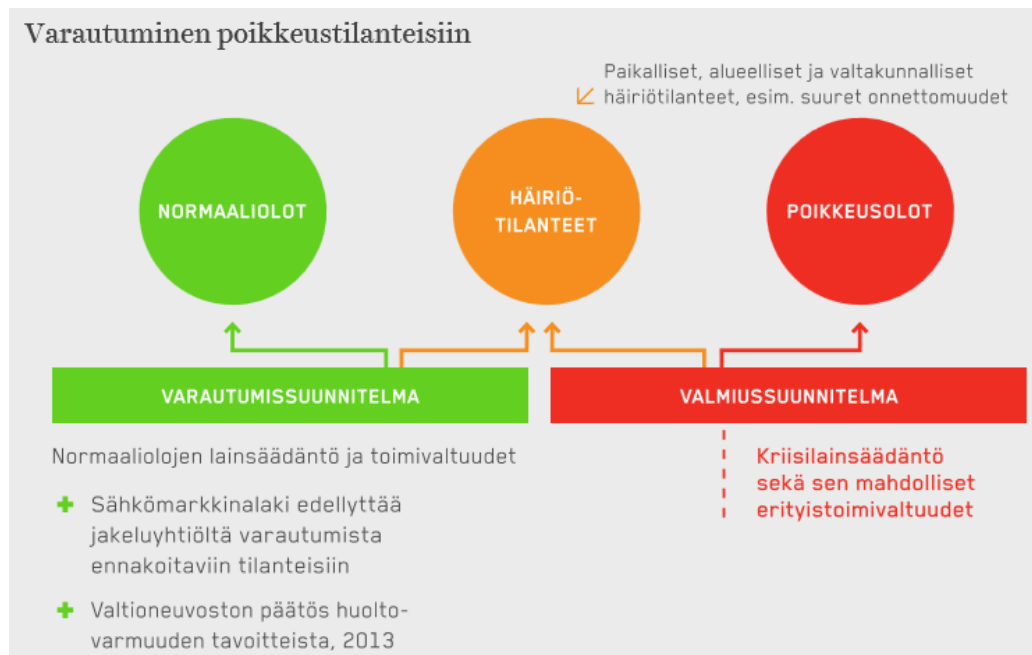 Varautuminen poikkeustilanteisiin
Paikalliset, alueelliset ja valtakunnalliset
häiriötilanteet, esim. suuret onnettomuudet
NORMAALIOLOT
HÄIRIÖ-
TILANTEET
POIKKEUSOLOT
VARAUTUMISSUUNNITELMA
VALMIUSSUUNNITELMA
Normaaliolojen lainsäädäntö ja toimivaltuudet
Sähkömarkkinalaki edellyttää
jakeluyhtiöltä varautumista
ennakoitaviin tilanteisiin
Valtioneuvoston päätös huolto-
varmuuden tavoitteista, 2013
Kriisilainsäädäntö
sekä sen mahdolliset
erityistoimivaltuudet